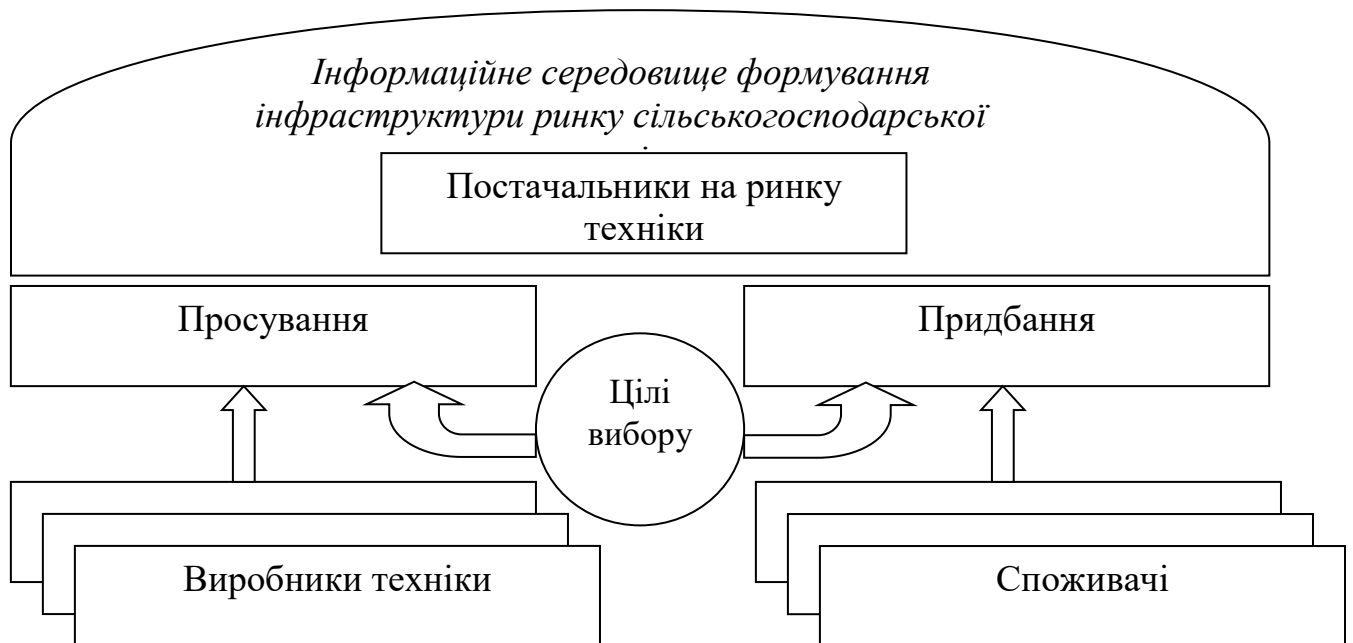 Інформаційне середовище формування
інфраструктури ринку сільськогосподарської
Постачальники на ринку
техніки
Просування
Придбання
Цілі
вибору
Виробники техніки
Споживачі